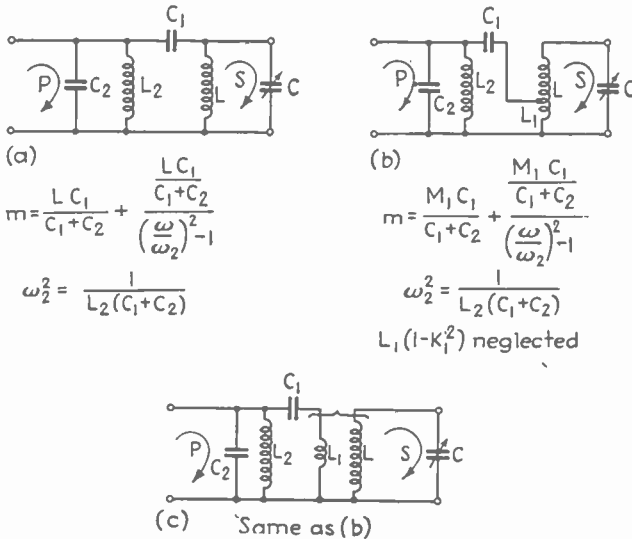 C₁
P C₂ L₂ L S C
(a)
m = LC₁/(C₁+C₂) + (LC₁/(C₁+C₂))/((ω/ω₂)²-1)
ω₂² = 1/(L₂(C₁+C₂))
C₁
P C₂ L₂ L₁ L S C
(b)
m = M₁C₁/(C₁+C₂) + (M₁C₁/(C₁+C₂))/((ω/ω₂)²-1)
ω₂² = 1/(L₂(C₁+C₂))
L₁(1-K₁²) neglected
C₁
P C₂ L₂ L₁ L S C
(c) Same as (b)